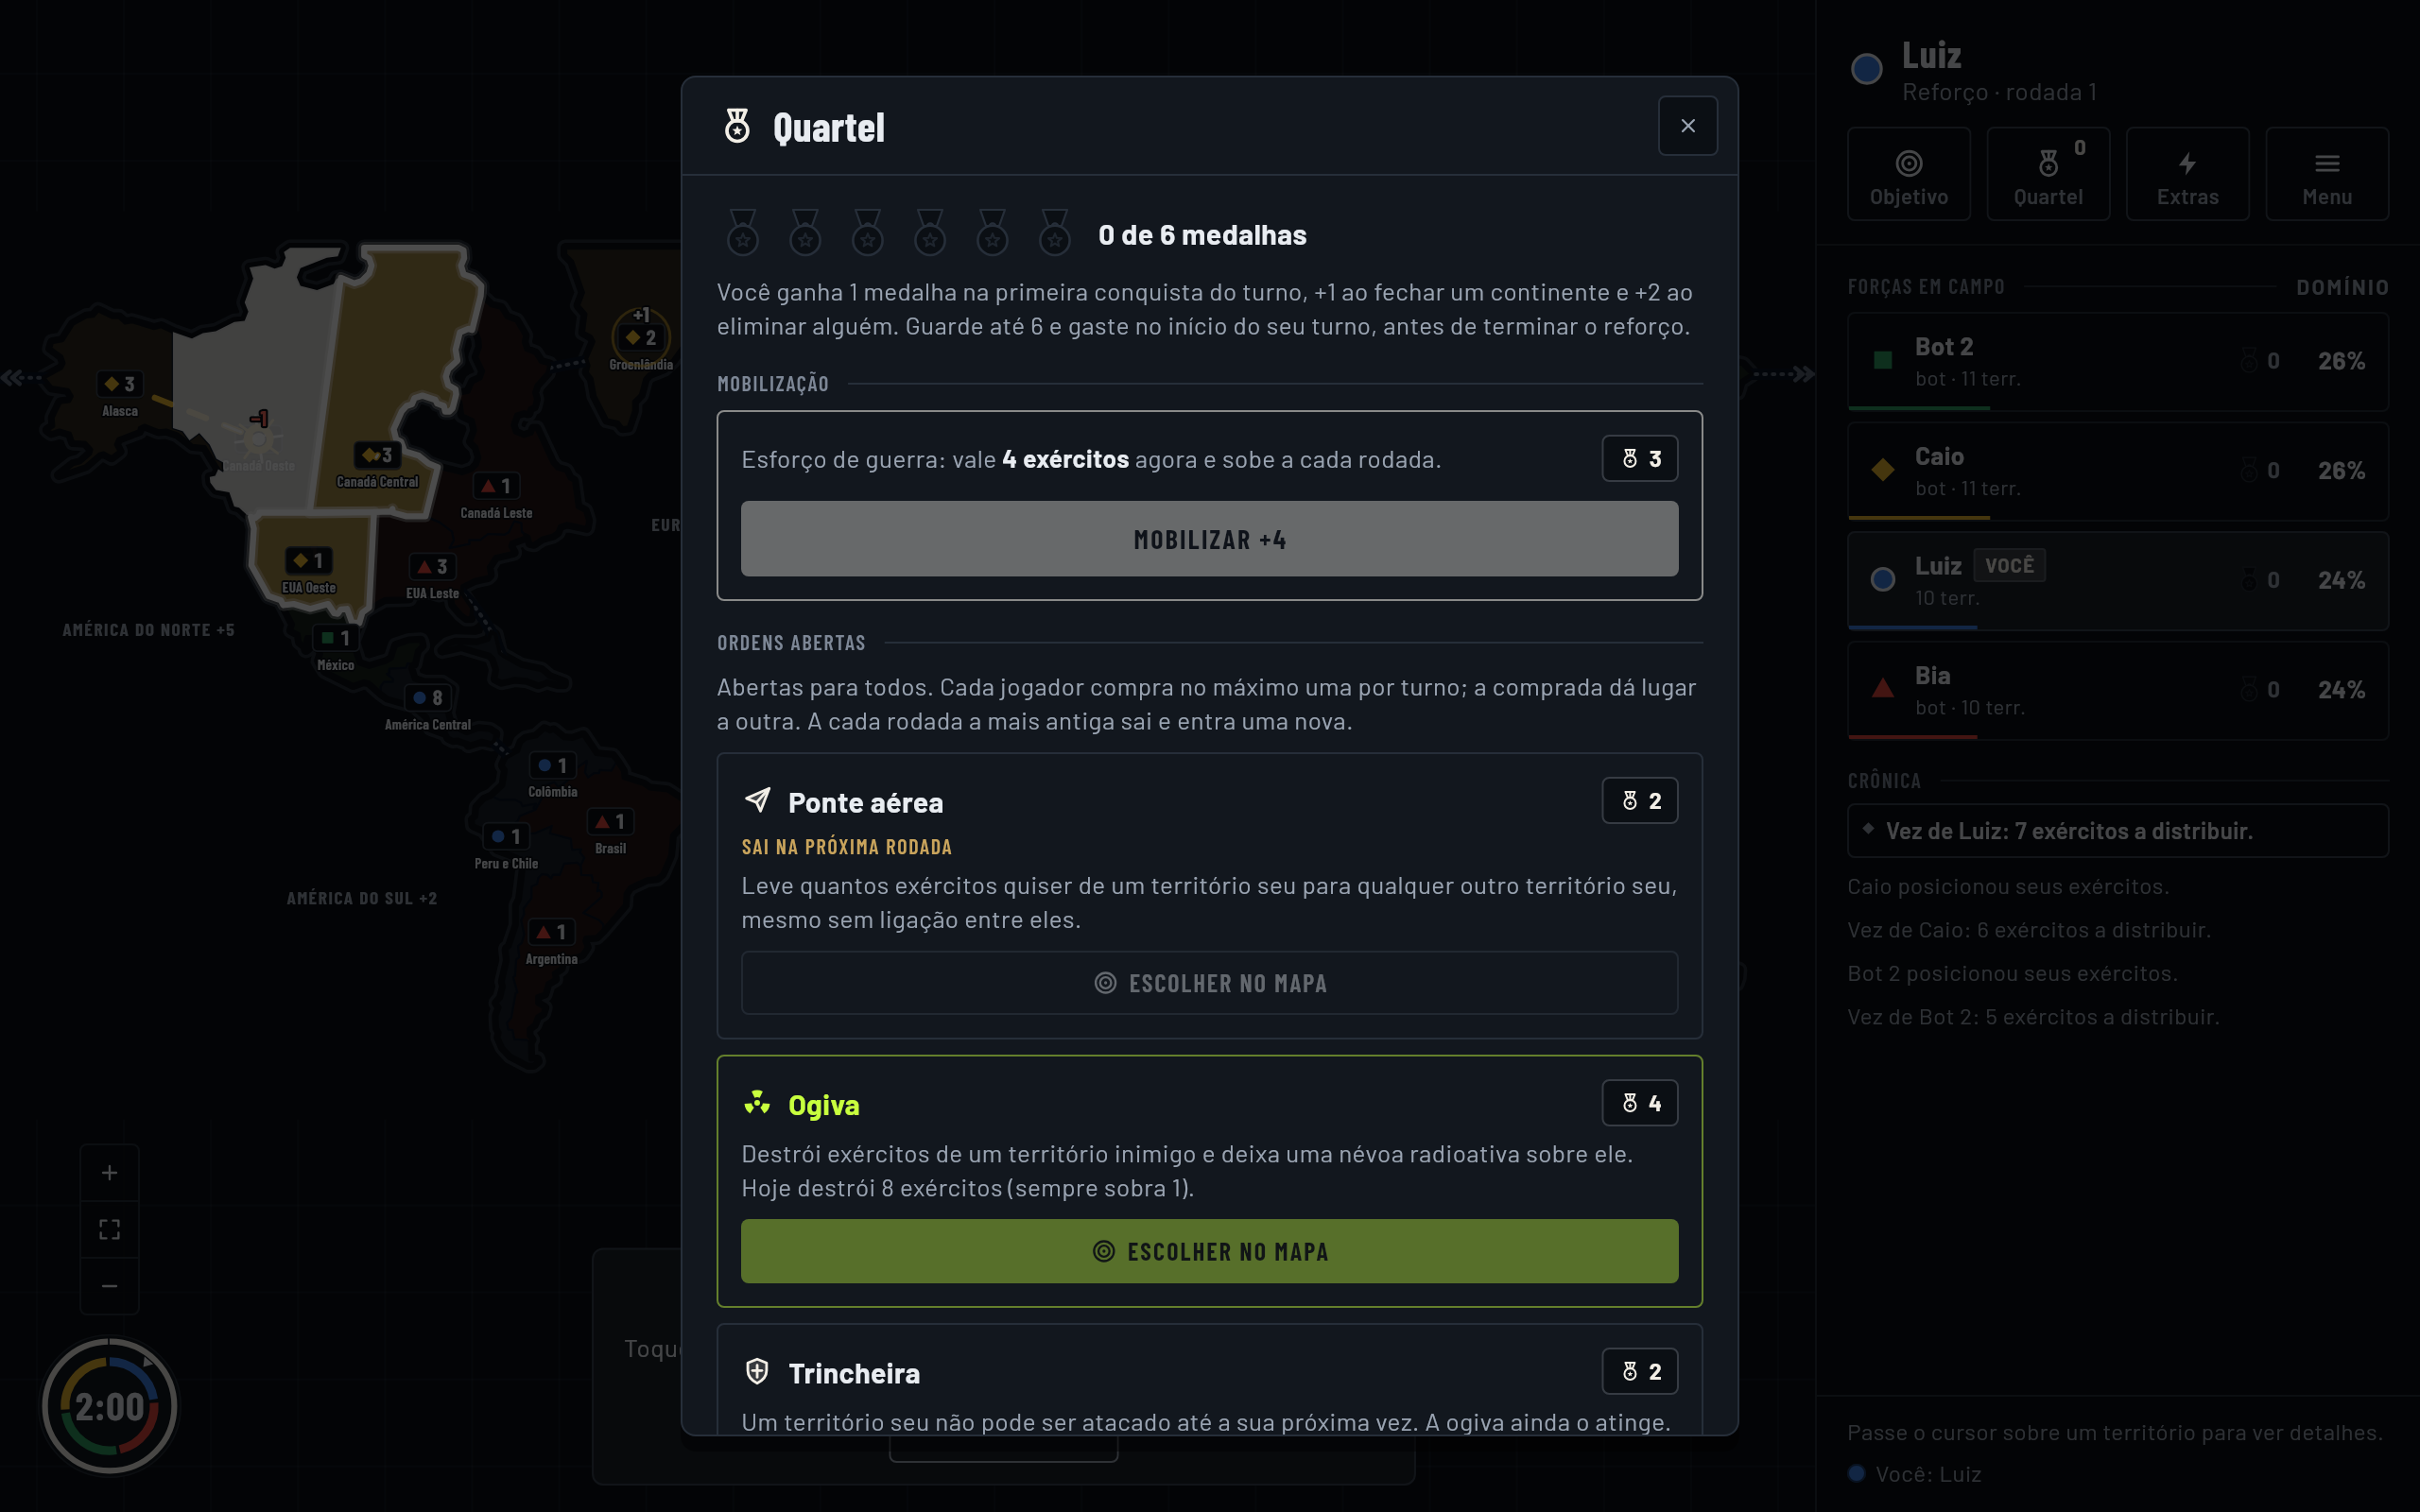 Quartel
0 de 6 medalhas
Você ganha 1 medalha na primeira conquista do turno, +1 ao fechar um continente e +2 ao
eliminar alguém. Guarde até 6 e gaste no início do seu turno, antes de terminar o reforço.
MOBILIZAÇÃO
Esforço de guerra: vale 4 exércitos agora e sobe a cada rodada.
3
MOBILIZAR +4
ORDENS ABERTAS
Abertas para todos. Cada jogador compra no máximo uma por turno; a comprada dá lugar
a outra. A cada rodada a mais antiga sai e entra uma nova.
Ponte aérea
2
SAI NA PRÓXIMA RODADA
Leve quantos exércitos quiser de um território seu para qualquer outro território seu,
mesmo sem ligação entre eles.
ESCOLHER NO MAPA
Ogiva
4
Destrói exércitos de um território inimigo e deixa uma névoa radioativa sobre ele.
Hoje destrói 8 exércitos (sempre sobra 1).
ESCOLHER NO MAPA
Trincheira
2
Um território seu não pode ser atacado até a sua próxima vez. A ogiva ainda o atinge.
+1
2
Groenlândia
3
Alasca
-1
Canadá Oeste
3
Canadá Central
1
Canadá Leste
EUR
1
EUA Oeste
3
EUA Leste
AMÉRICA DO NORTE +5
1
México
8
América Central
1
Colômbia
1
Brasil
1
Peru e Chile
AMÉRICA DO SUL +2
1
Argentina
+
−
2:00
Toqu
Luiz
Reforço · rodada 1
Objetivo
0
Quartel
Extras
Menu
FORÇAS EM CAMPO
DOMÍNIO
Bot 2
bot · 11 terr.
0
26%
Caio
bot · 11 terr.
0
26%
Luiz
VOCÊ
10 terr.
0
24%
Bia
bot · 10 terr.
0
24%
CRÔNICA
Vez de Luiz: 7 exércitos a distribuir.
Caio posicionou seus exércitos.
Vez de Caio: 6 exércitos a distribuir.
Bot 2 posicionou seus exércitos.
Vez de Bot 2: 5 exércitos a distribuir.
Passe o cursor sobre um território para ver detalhes.
Você: Luiz